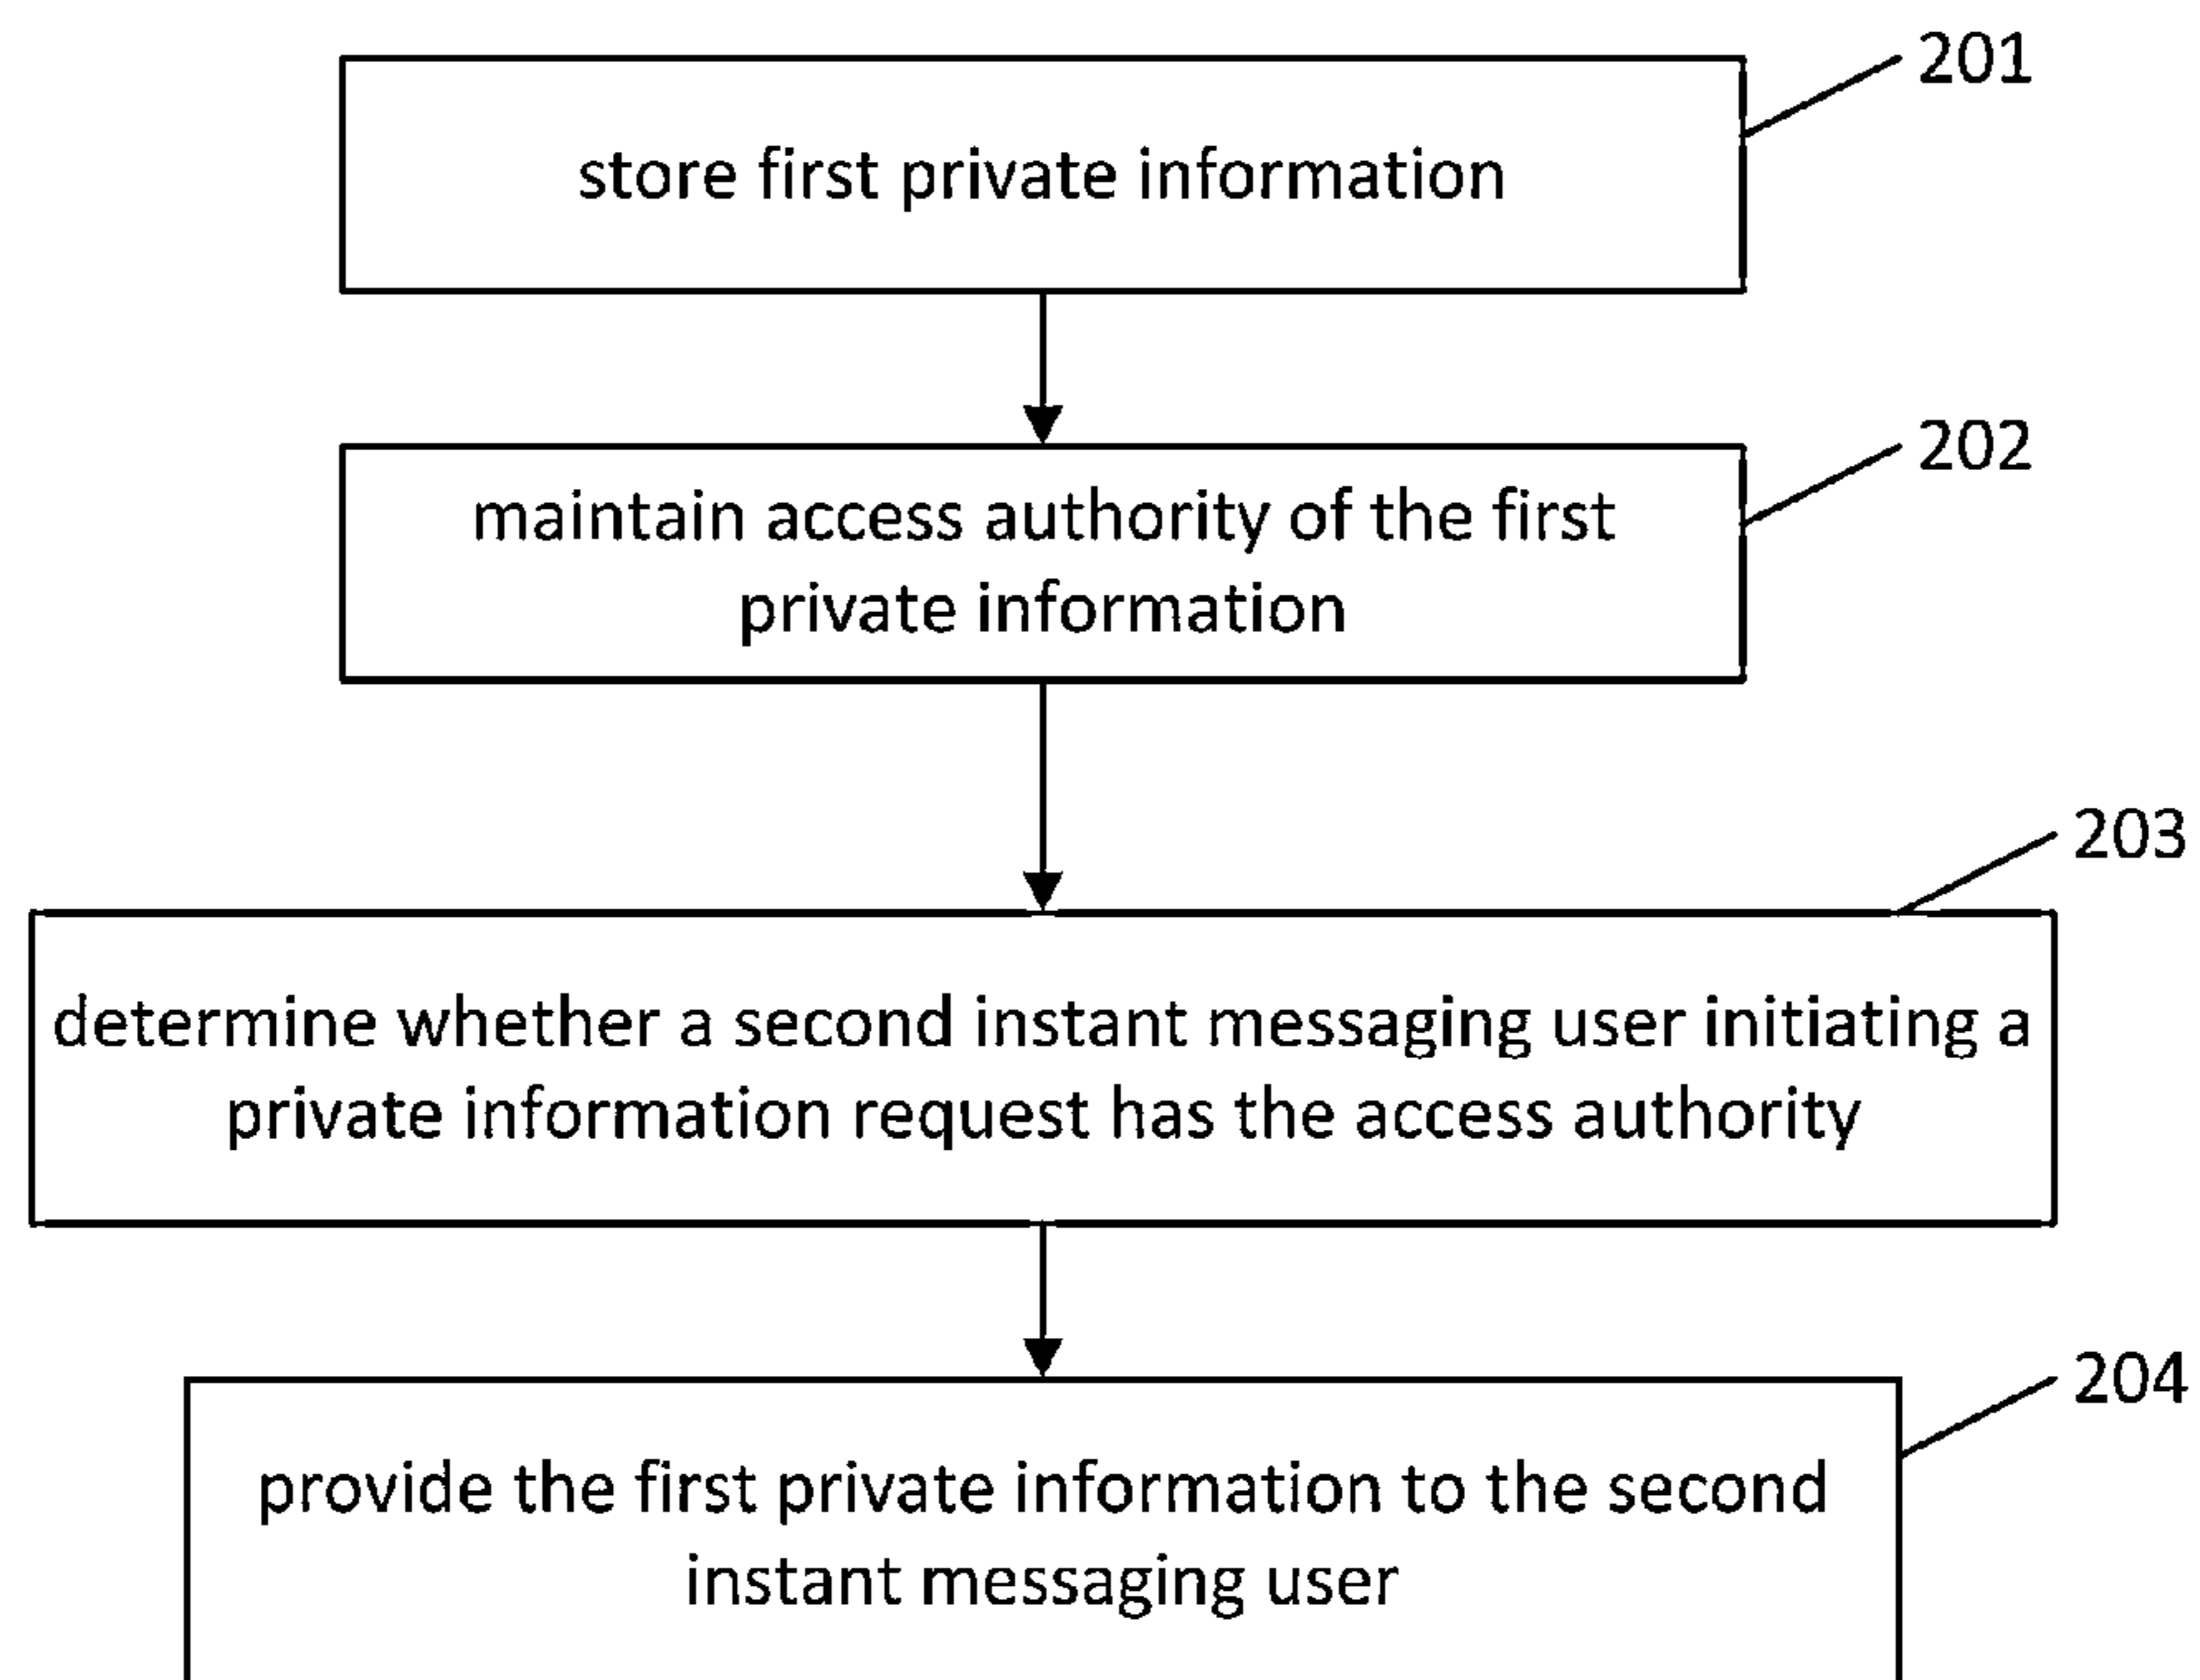 201
store first private information
202
maintain access authority of the first
private information
203
determine whether a second instant messaging user initiating a
private information request has the access authority
204
provide the first private information to the second
instant messaging user